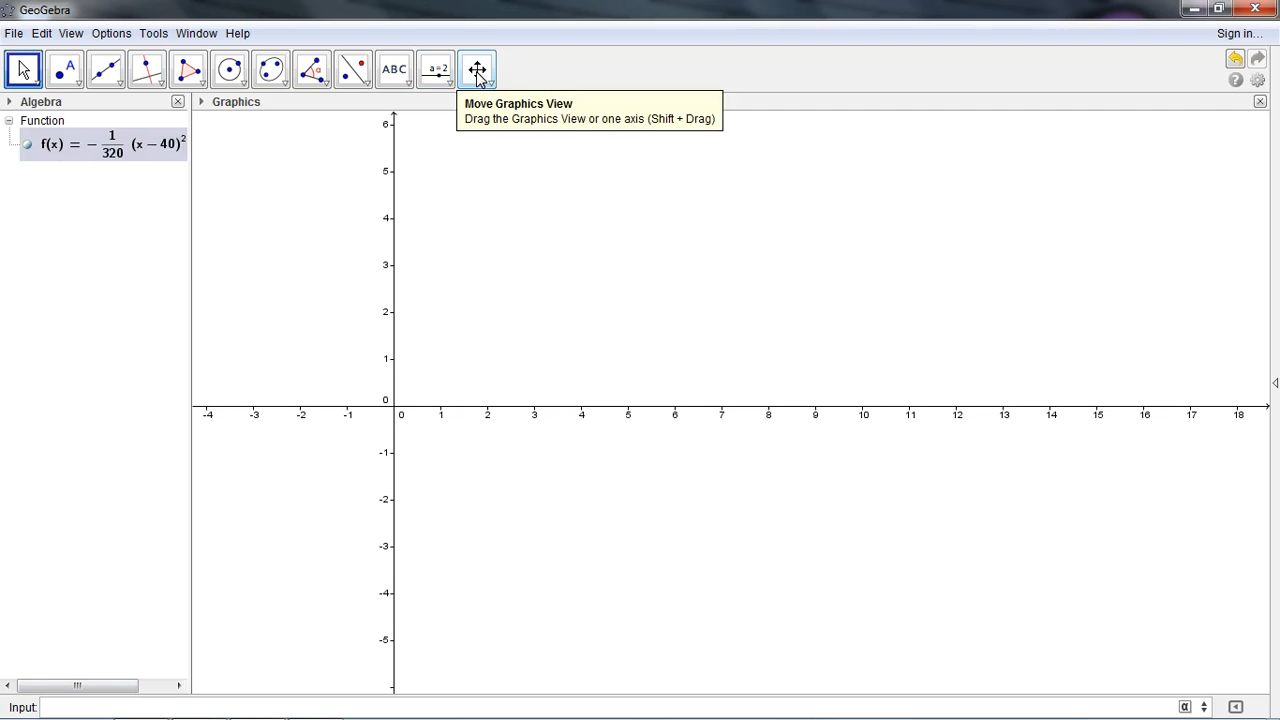 GeoGebra
File Edit View Options Tools Window Help Sign in...
A ABC a=2
α
Algebra Graphics
Move Graphics View
Drag the Graphics View or one axis (Shift + Drag)
Function
f(x) = − 1/320 (x − 40)²
6
5
4
3
2
1
0
-4 -3 -2 -1 0 1 2 3 4 5 6 7 8 9 10 11 12 13 14 15 16 17 18
-1
-2
-3
-4
-5
Input: α